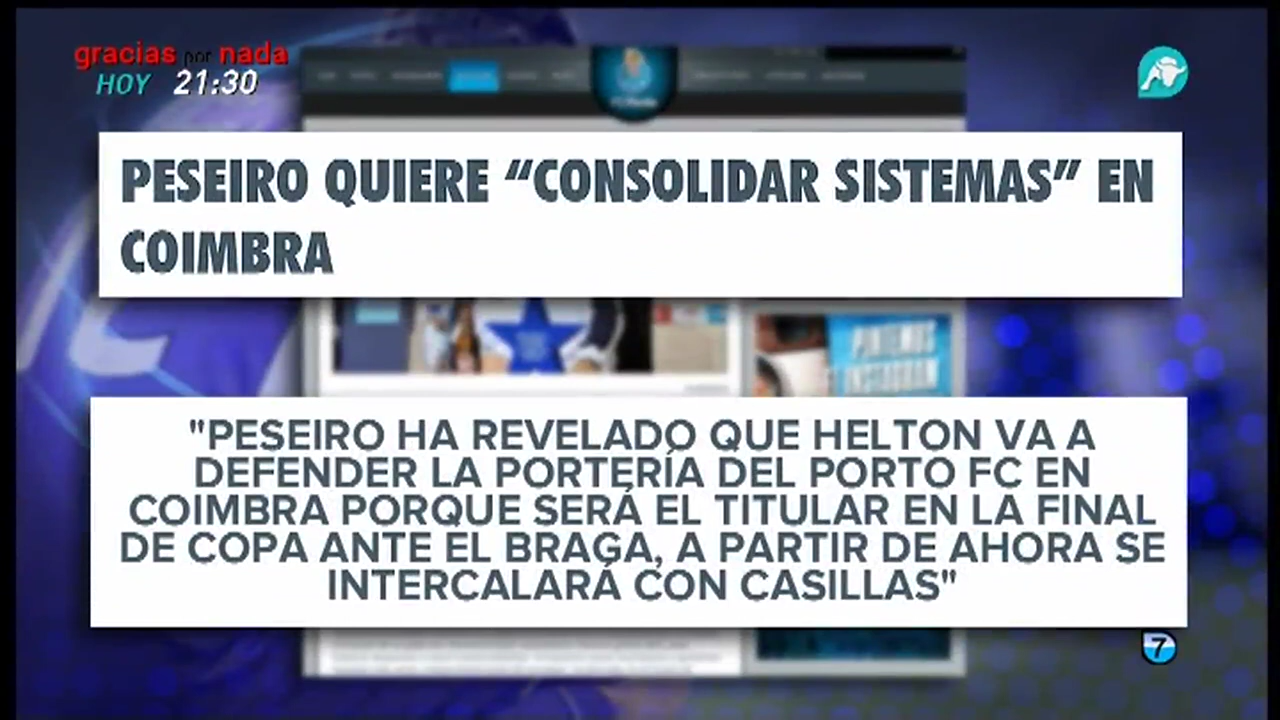 gracias por nada
HOY 21:30
PESEIRO QUIERE “CONSOLIDAR SISTEMAS” EN
COIMBRA
"PESEIRO HA REVELADO QUE HELTON VA A
DEFENDER LA PORTERÍA DEL PORTO FC EN
COIMBRA PORQUE SERÁ EL TITULAR EN LA FINAL
DE COPA ANTE EL BRAGA, A PARTIR DE AHORA SE
INTERCALARÁ CON CASILLAS"
7